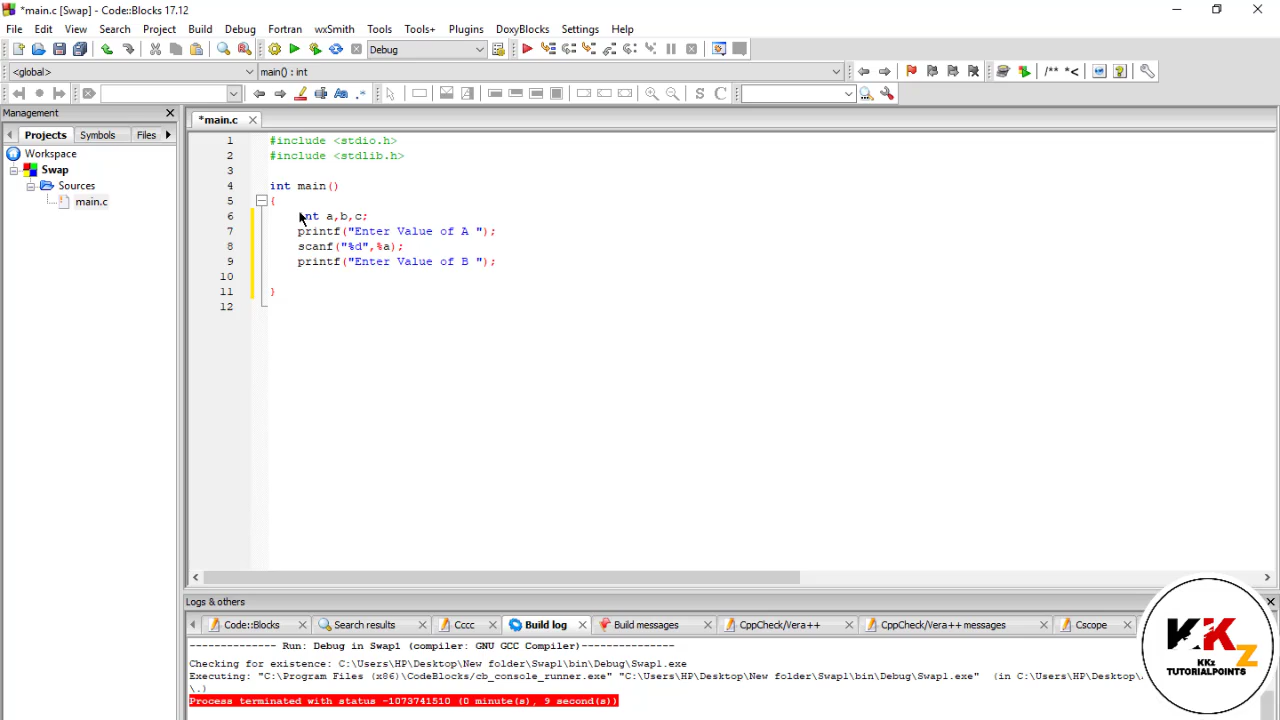 *main.c [Swap] - Code::Blocks 17.12
File Edit View Search Project Build Debug Fortran wxSmith Tools Tools+ Plugins DoxyBlocks Settings Help
Debug
<global> main() : int /** *<
S C
Management
Projects Symbols Files
*main.c
Workspace
Swap
Sources
main.c
1 #include <stdio.h>
2 #include <stdlib.h>
3
4 int main()
5 {
6 int a,b,c;
7 printf("Enter Value of A ");
8 scanf("%d",%a);
9 printf("Enter Value of B ");
10
11 }
12
Logs & others
Code::Blocks Search results Cccc Build log Build messages CppCheck/Vera++ CppCheck/Vera++ messages Cscope
-------------- Run: Debug in Swap1 (compiler: GNU GCC Compiler)---------------
Checking for existence: C:\Users\HP\Desktop\New folder\Swap1\bin\Debug\Swap1.exe
Executing: "C:\Program Files (x86)\CodeBlocks/cb_console_runner.exe" "C:\Users\HP\Desktop\New folder\Swap1\bin\Debug\Swap1.exe" (in C:\Users\HP\Desktop\
\.)
Process terminated with status -1073741510 (0 minute(s), 9 second(s))
KKz
KKz
TUTORIALPOINTS